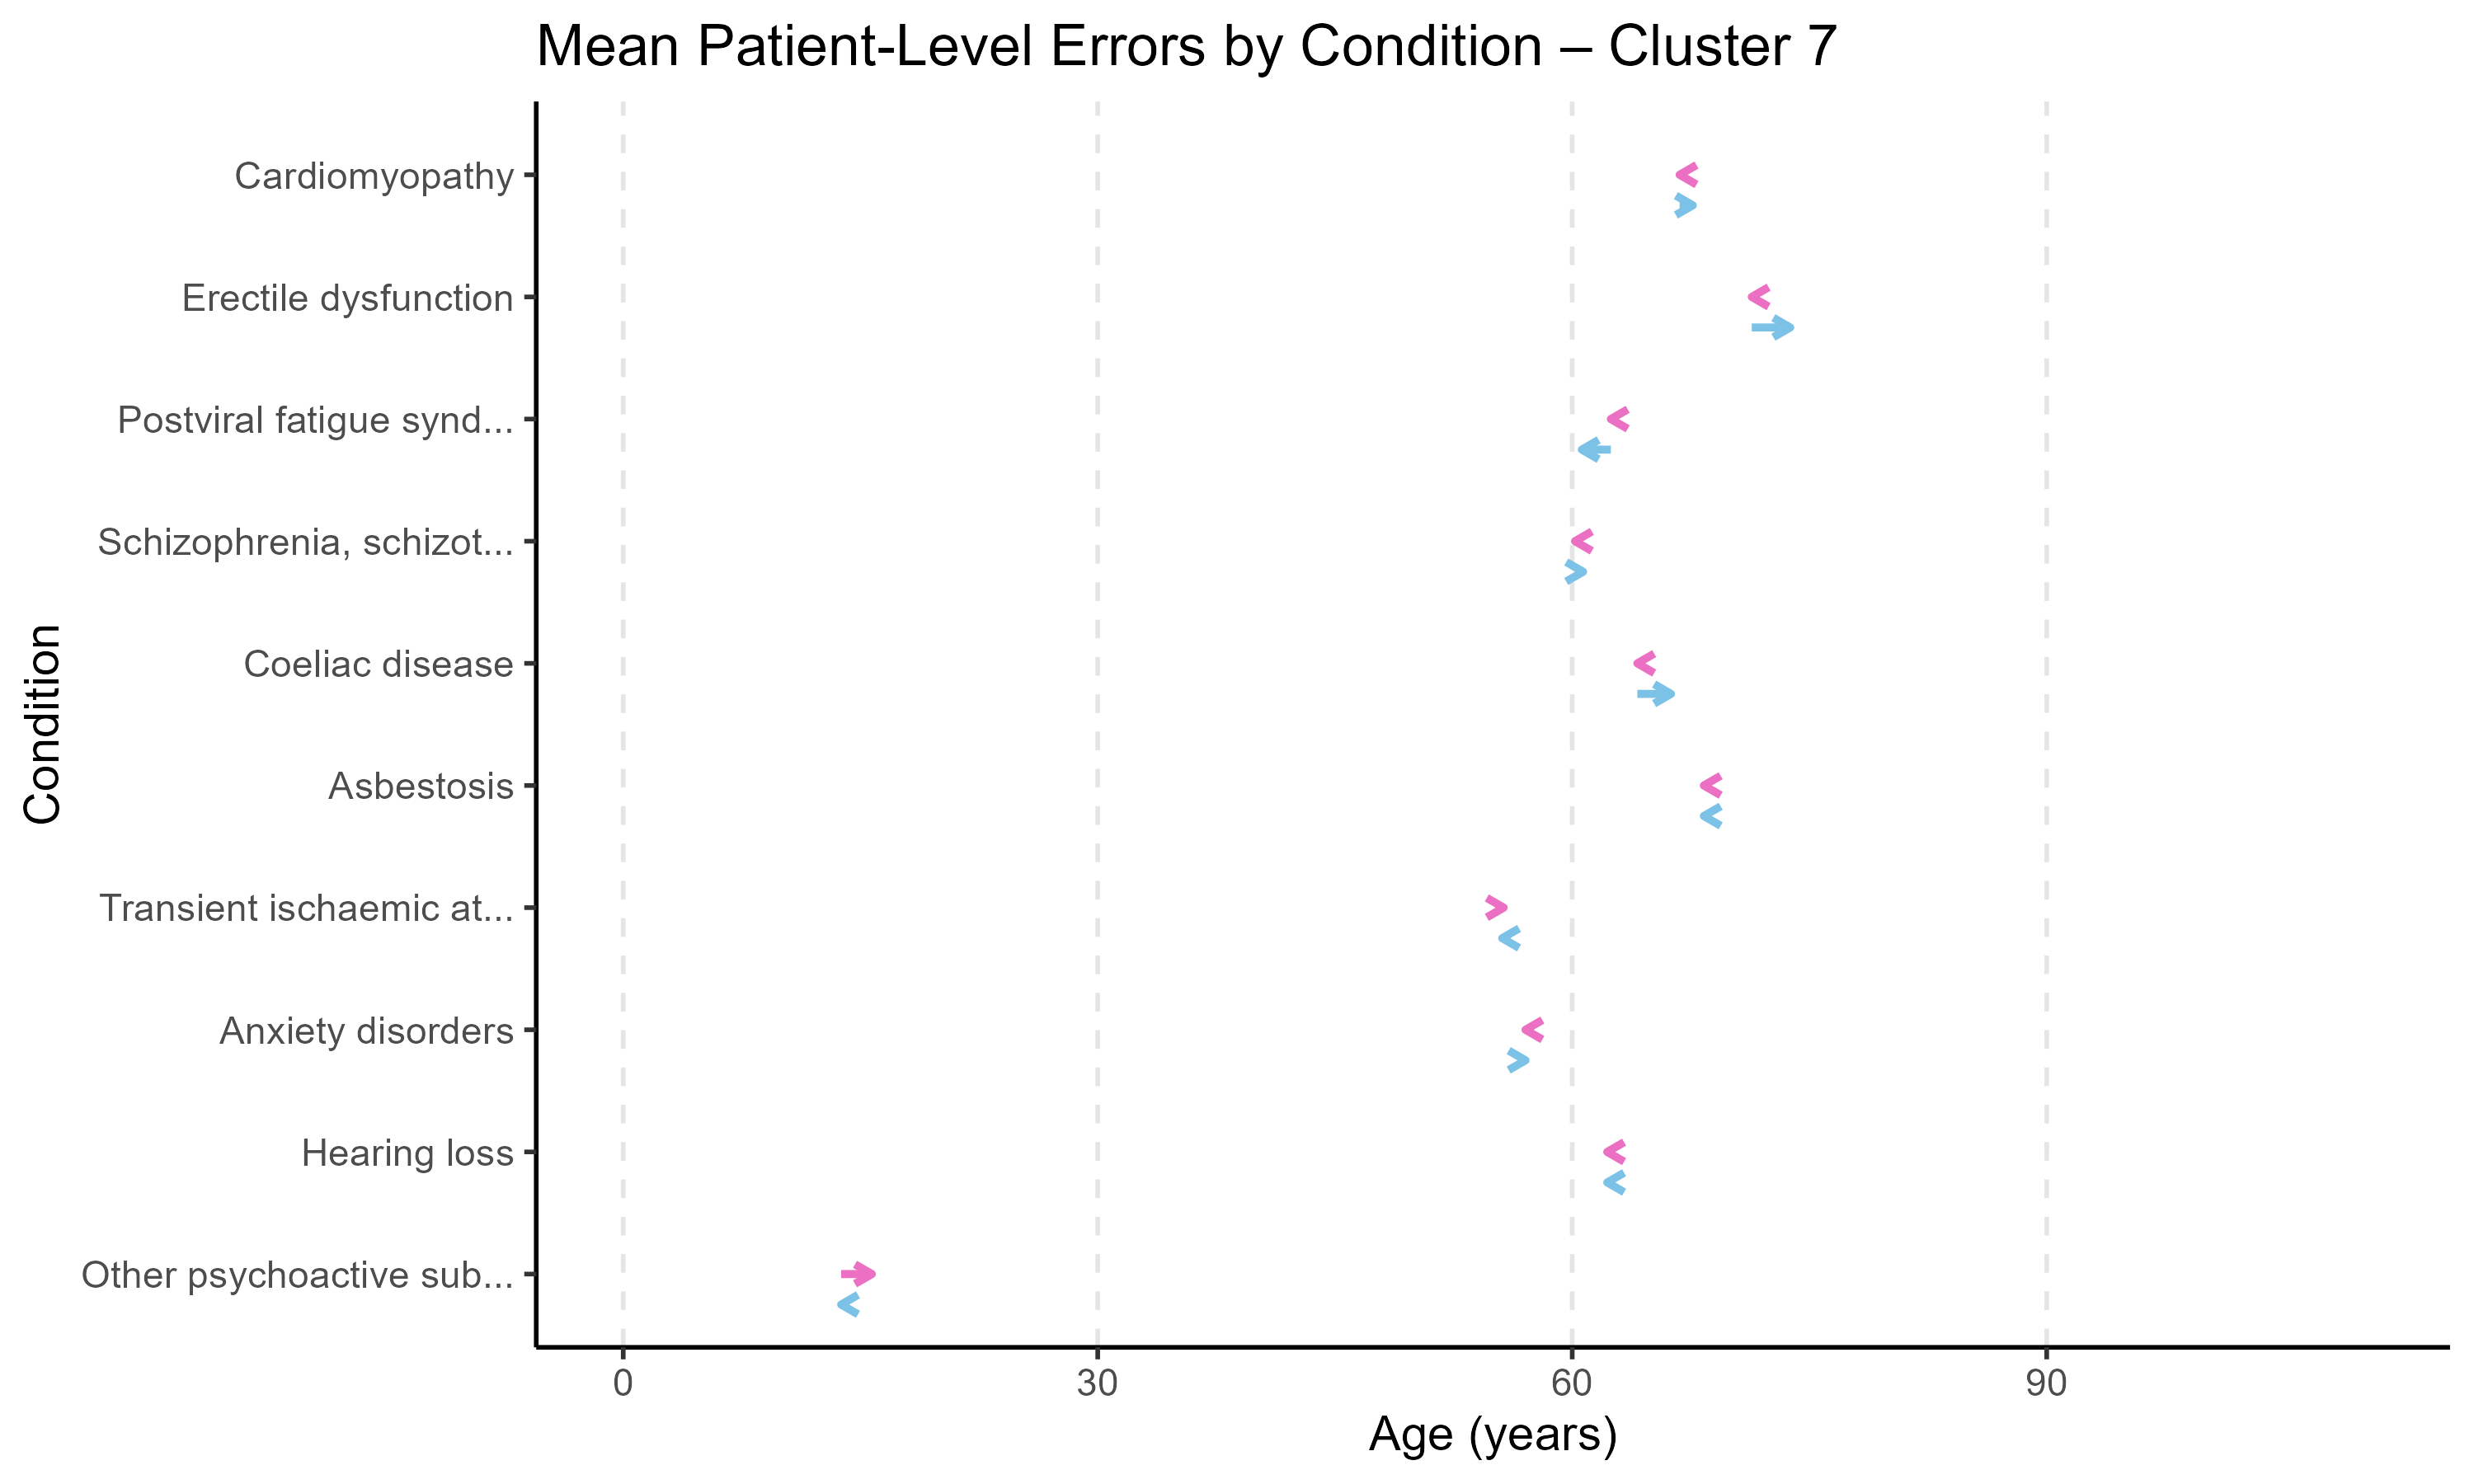 Mean Patient-Level Errors by Condition – Cluster 7
Condition
Cardiomyopathy
Erectile dysfunction
Postviral fatigue synd...
Schizophrenia, schizot...
Coeliac disease
Asbestosis
Transient ischaemic at...
Anxiety disorders
Hearing loss
Other psychoactive sub...
0 30 60 90
Age (years)